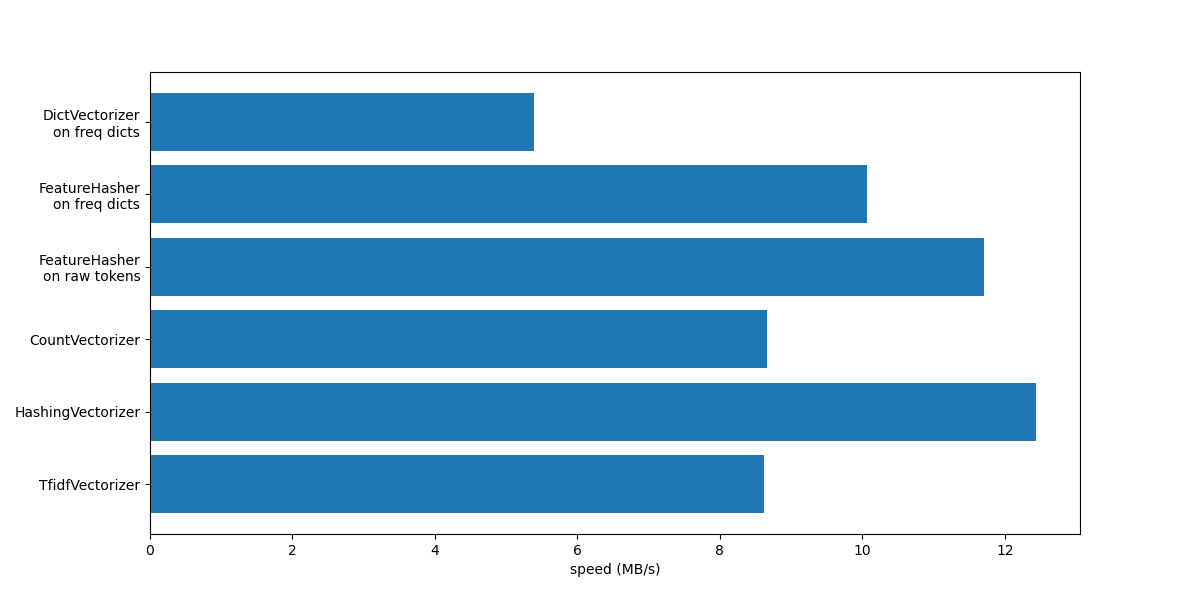 DictVectorizer
on freq dicts
FeatureHasher
on freq dicts
FeatureHasher
on raw tokens
CountVectorizer
HashingVectorizer
TfidfVectorizer
0 2 4 6 8 10 12
speed (MB/s)